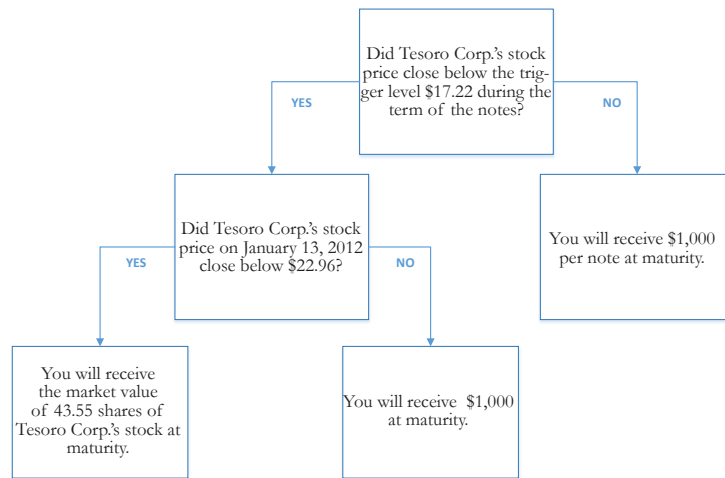 Did Tesoro Corp.'s stock
price close below the trig-
ger level $17.22 during the
term of the notes?
YES
NO
Did Tesoro Corp.'s stock
price on January 13, 2012
close below $22.96?
You will receive $1,000
per note at maturity.
YES
NO
You will receive
the market value
of 43.55 shares of
Tesoro Corp.'s stock at
maturity.
You will receive $1,000
at maturity.